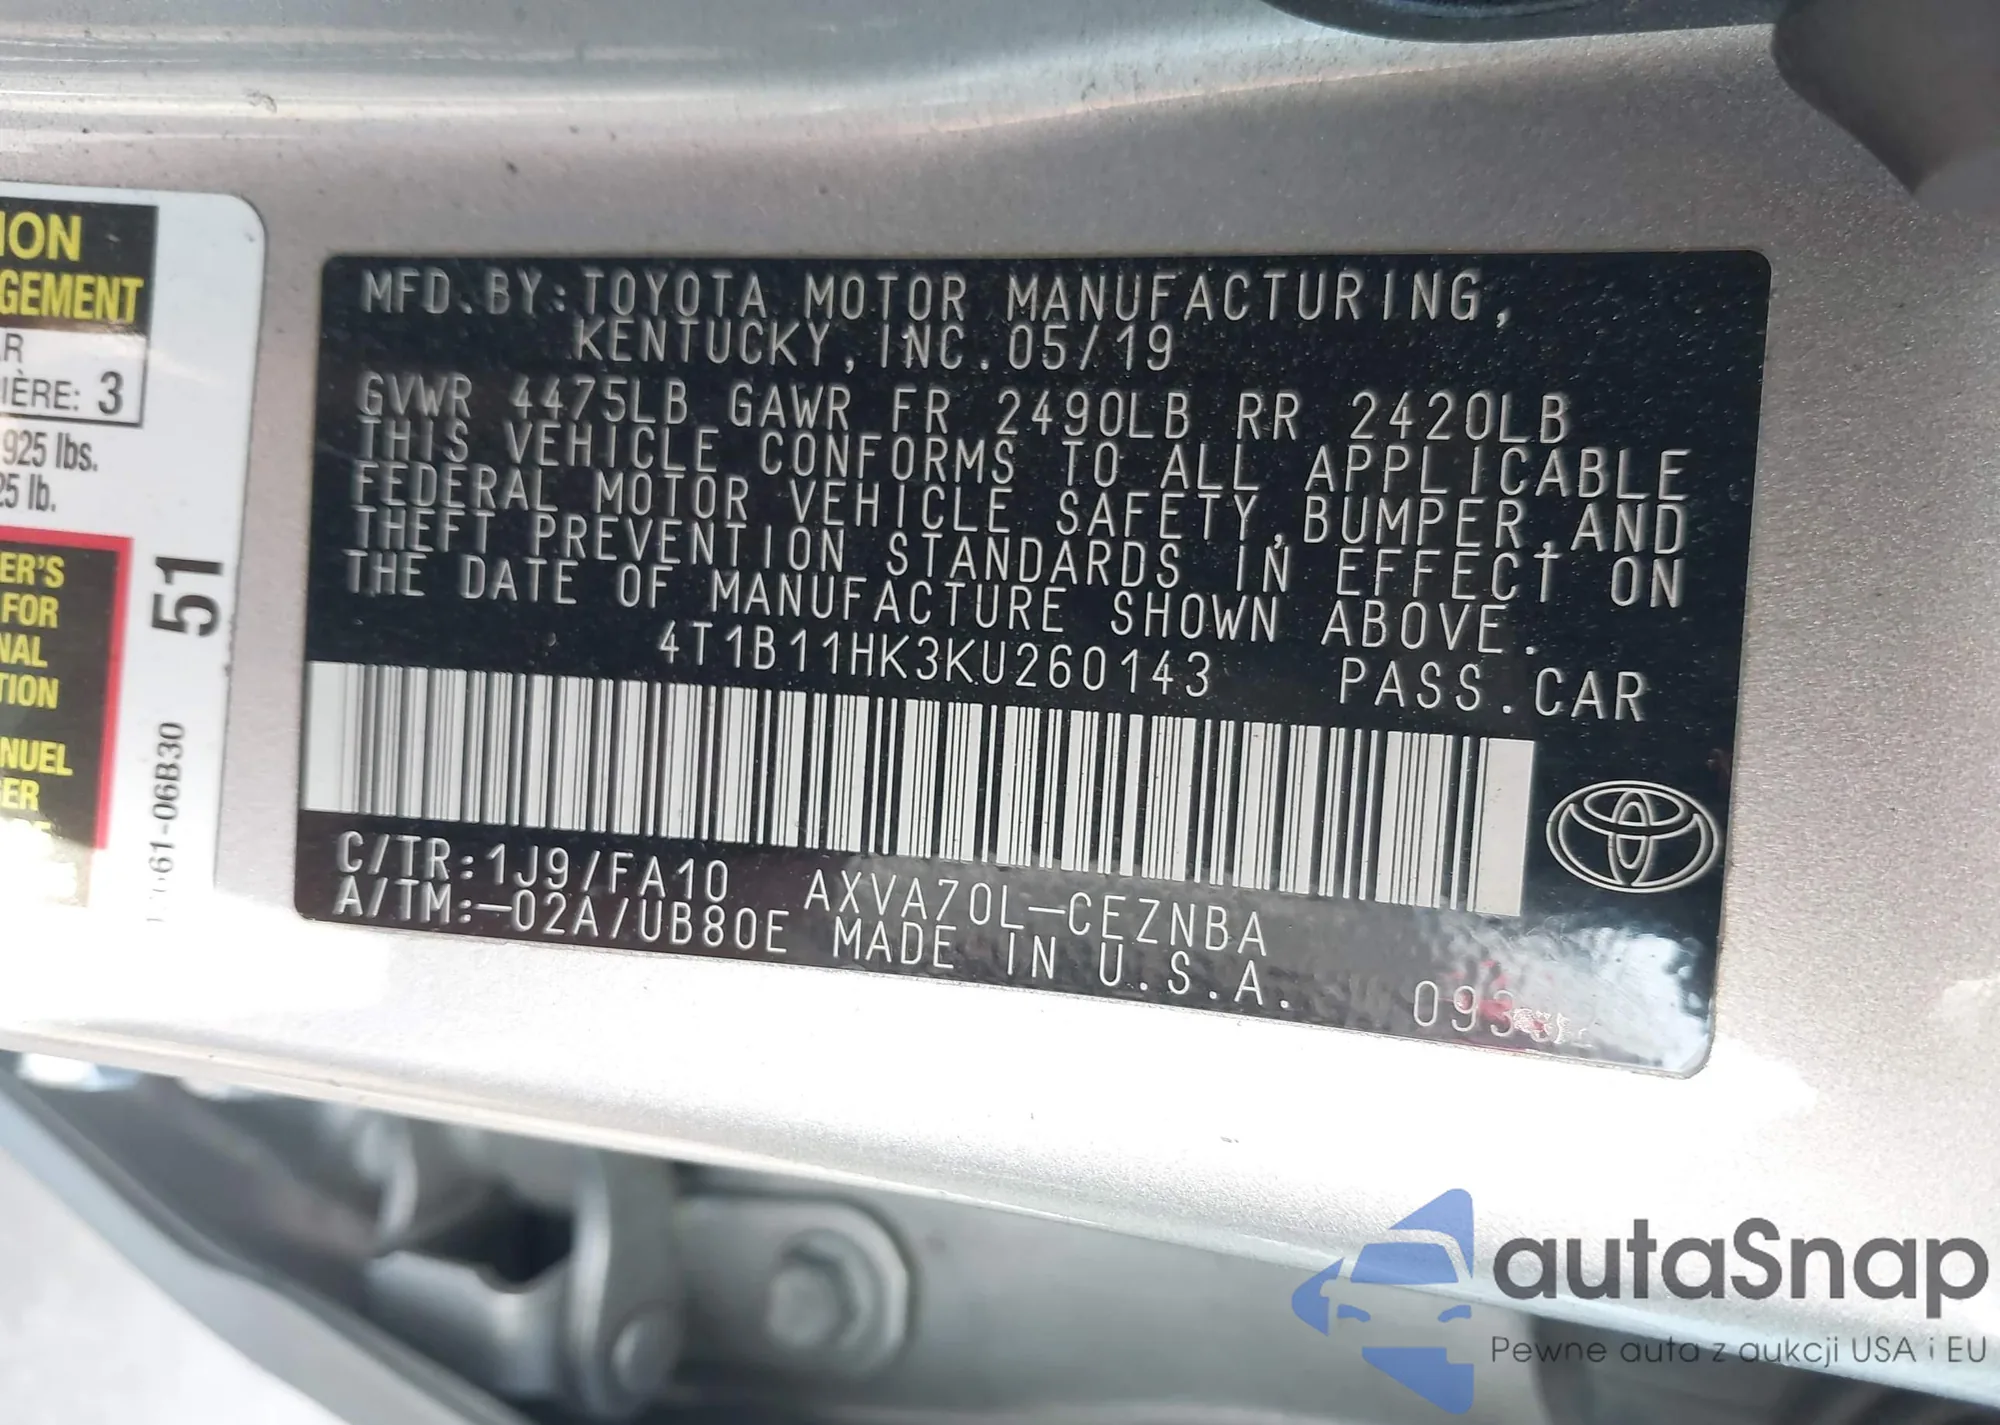 ION
GEMENT
AR
IÈRE: 3
925 lbs.
25 lb.
ER'S
FOR
NAL
TION
NUEL
GER
51
61-06B30
MFD.BY:TOYOTA MOTOR MANUFACTURING,
KENTUCKY,INC.05/19
GVWR 4475LB GAWR FR 2490LB RR 2420LB
THIS VEHICLE CONFORMS TO ALL APPLICABLE
FEDERAL MOTOR VEHICLE SAFETY,BUMPER,AND
THEFT PREVENTION STANDARDS IN EFFECT ON
THE DATE OF MANUFACTURE SHOWN ABOVE.
4T1B11HK3KU260143 PASS.CAR
C/TR:1J9/FA10 AXVA70L-CEZNBA
A/TM:-02A/UB80E MADE IN U.S.A.
autaSnap
Pewne auta z aukcji USA i EU